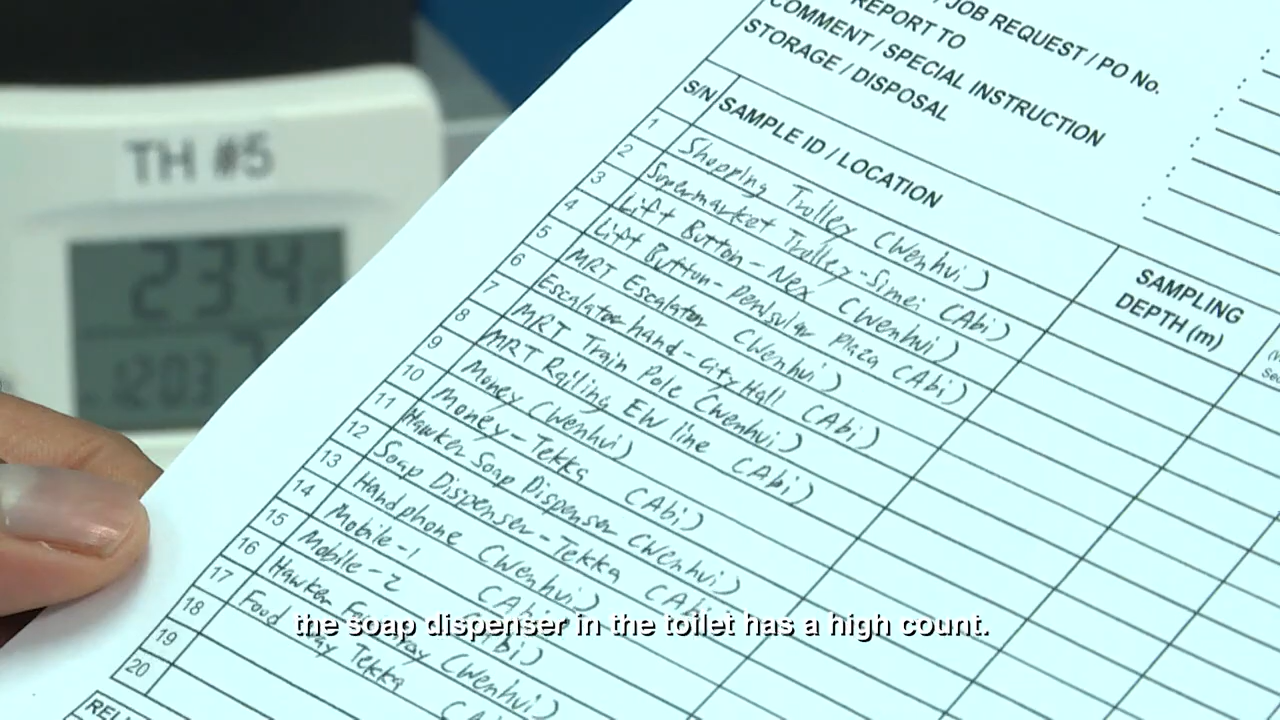 TH #5
23.4
/ JOB REQUEST / PO No.
REPORT TO
COMMENT / SPECIAL INSTRUCTION
STORAGE / DISPOSAL
S/N SAMPLE ID / LOCATION SAMPLING DEPTH (m)
1 Shopping Trolley (Wenhui)
2 Supermarket Trolley-Simei (Abi)
3 Lift Button - Nex (Wenhui)
4 Lift Button- Penisular plaza (Abi)
5 MRT Escalator (Wenhui)
6 Escalator hand - City Hall (Abi)
7 MRT Train Pole (Wenhui)
8 MRT Railing EW line (Abi)
9 Money (Wenhui)
10 Money - Tekka (Abi)
11 Hawker Soap Dispenser (Wenhui)
12 Soap Dispenser - Tekka (Abi)
13 Handphone (Wenhui)
14 Mobile-1
15 Mobile-2 (Abi)
16 Hawker (Wenhui)
17 Food Tekka
18
19
20
the soap dispenser in the toilet has a high count.